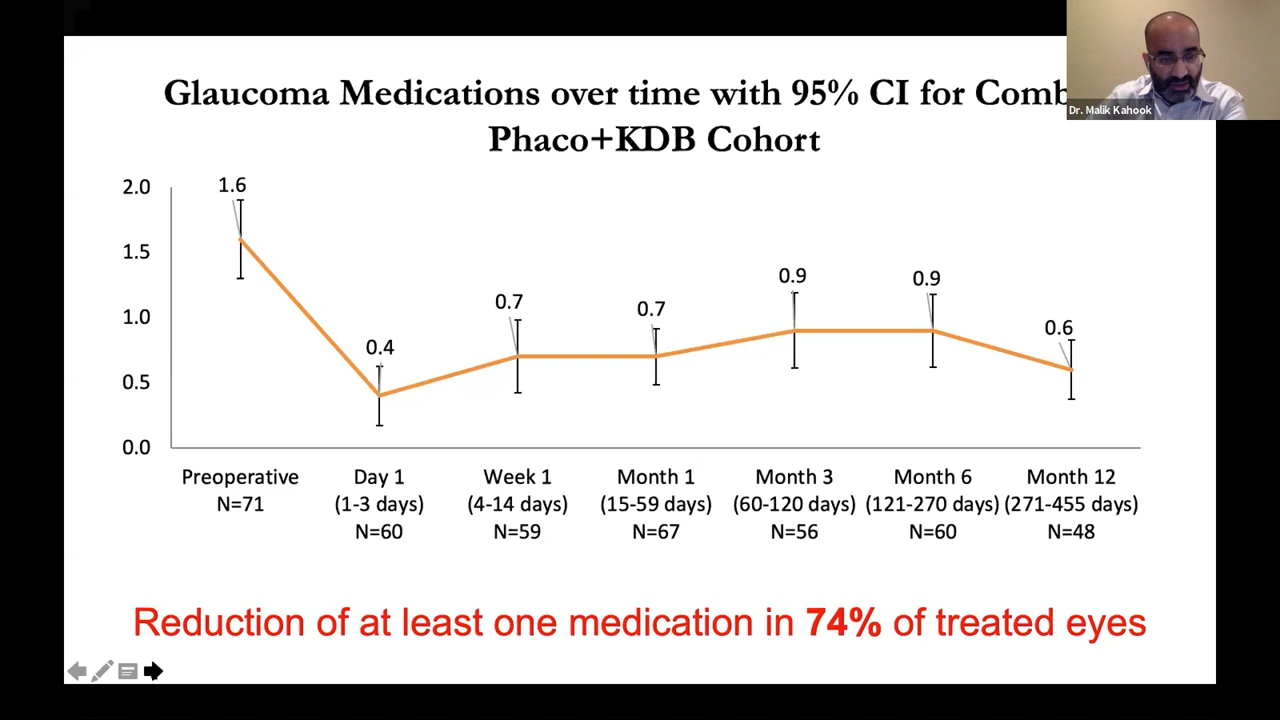 Glaucoma Medications over time with 95% CI for Comb
Phaco+KDB Cohort
Dr. Malik Kahook
2.0
1.5
1.0
0.5
0.0
1.6
0.4
0.7
0.7
0.9
0.9
0.6
Preoperative
N=71
Day 1
(1-3 days)
N=60
Week 1
(4-14 days)
N=59
Month 1
(15-59 days)
N=67
Month 3
(60-120 days)
N=56
Month 6
(121-270 days)
N=60
Month 12
(271-455 days)
N=48
Reduction of at least one medication in 74% of treated eyes